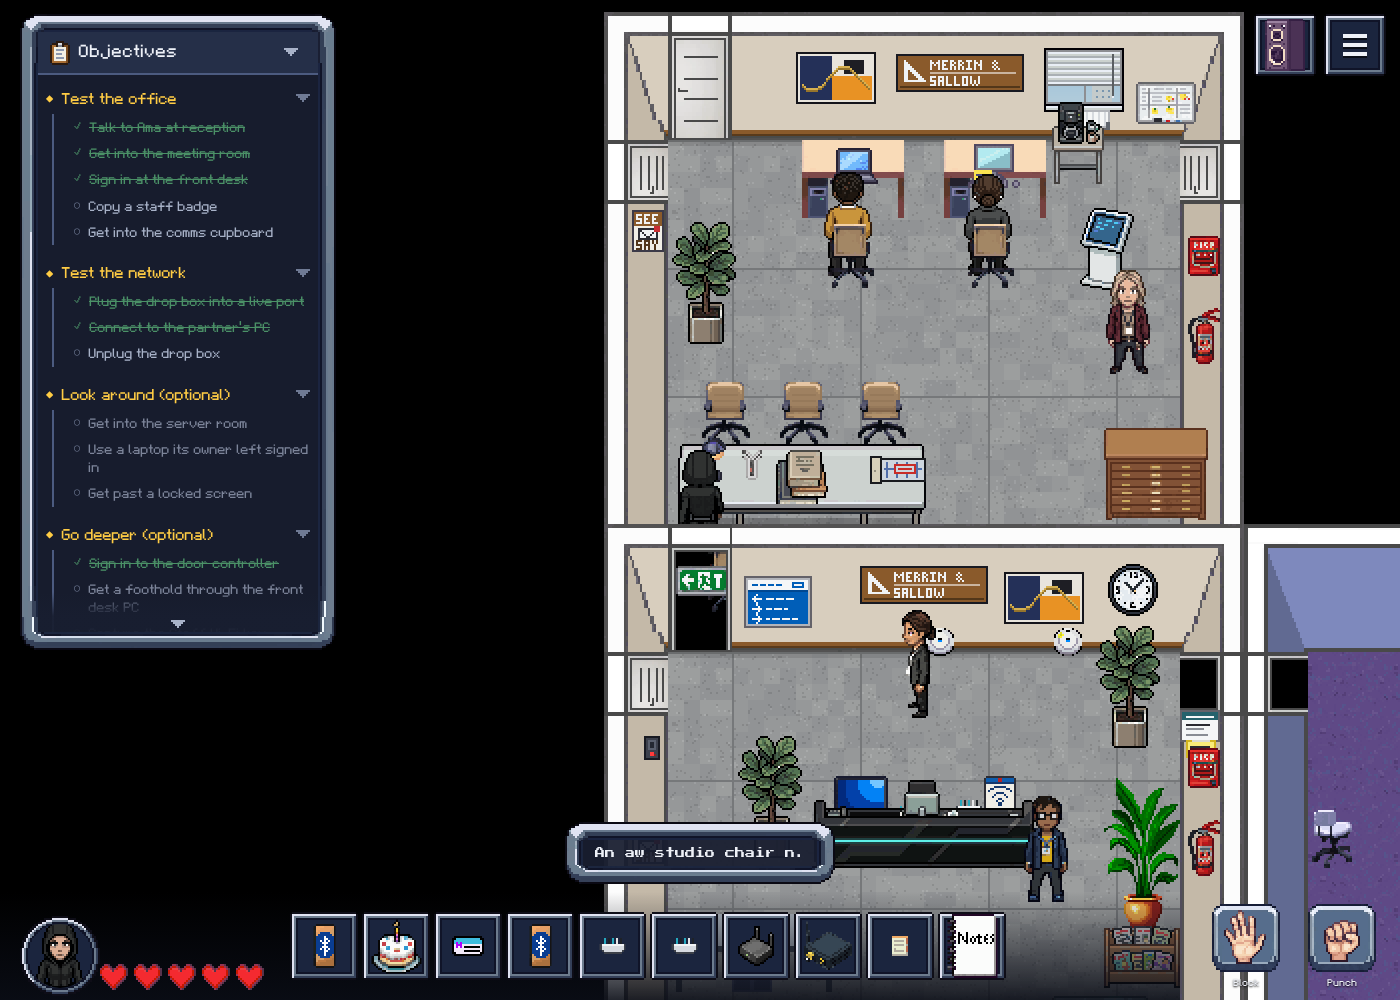 Objectives
Test the office
Talk to Ama at reception
Get into the meeting room
Sign in at the front desk
Copy a staff badge
Get into the comms cupboard
Test the network
Plug the drop box into a live port
Connect to the partner's PC
Unplug the drop box
Look around (optional)
Get into the server room
Use a laptop its owner left signed
in
Get past a locked screen
Go deeper (optional)
Sign in to the door controller
Get a foothold through the front
desk PC
MERRIN &
SALLOW
SEE
SAY
MERRIN &
SALLOW
An aw studio chair n.
Notes
Block
Punch